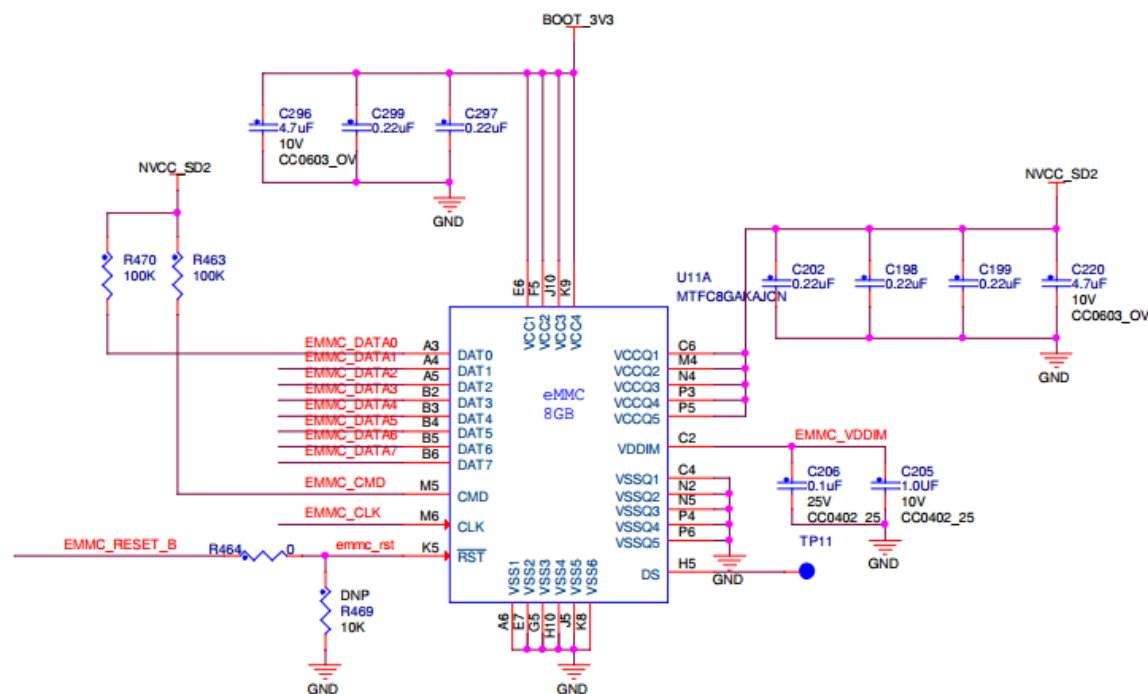 BOOT_3V3
C296
4.7uF
10V
CC0603_OV
C299
0.22uF
C297
0.22uF
GND
NVCC_SD2
R470
100K
R463
100K
NVCC_SD2
C202
0.22uF
C198
0.22uF
C199
0.22uF
C220
4.7uF
10V
CC0603_OV
GND
U11A
MTFC8GAKAJCN
E6
F5
J10
K9
VCC1
VCC2
VCC3
VCC4
eMMC
8GB
EMMC_DATA0 A3 DAT0
EMMC_DATA1 A4 DAT1
EMMC_DATA2 A5 DAT2
EMMC_DATA3 B2 DAT3
EMMC_DATA4 B3 DAT4
EMMC_DATA5 B4 DAT5
EMMC_DATA6 B5 DAT6
EMMC_DATA7 B6 DAT7
EMMC_CMD M5 CMD
EMMC_CLK M6 CLK
EMMC_RESET_B R464 0 emmc_rst K5 RST
DNP
R469
10K
GND
VCCQ1 C6
VCCQ2 M4
VCCQ3 N4
VCCQ4 P3
VCCQ5 P5
VDDIM C2 EMMC_VDDIM
VSSQ1 C4
VSSQ2 N2
VSSQ3 N5
VSSQ4 P4
VSSQ5 P6
GND
DS H5
TP11
C206
0.1uF
25V
CC0402_25
C205
1.0UF
10V
CC0402_25
GND
VSS1
VSS2
VSS3
VSS4
VSS5
VSS6
A6
E7
G5
H10
J5
K8
GND